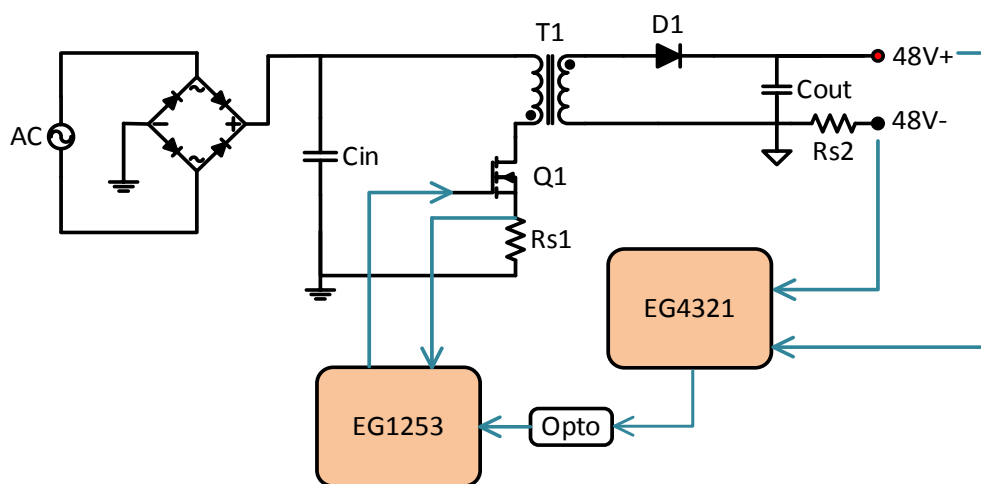 T1
D1
48V+
Cout
48V-
Rs2
AC
Cin
Q1
Rs1
EG4321
EG1253
Opto